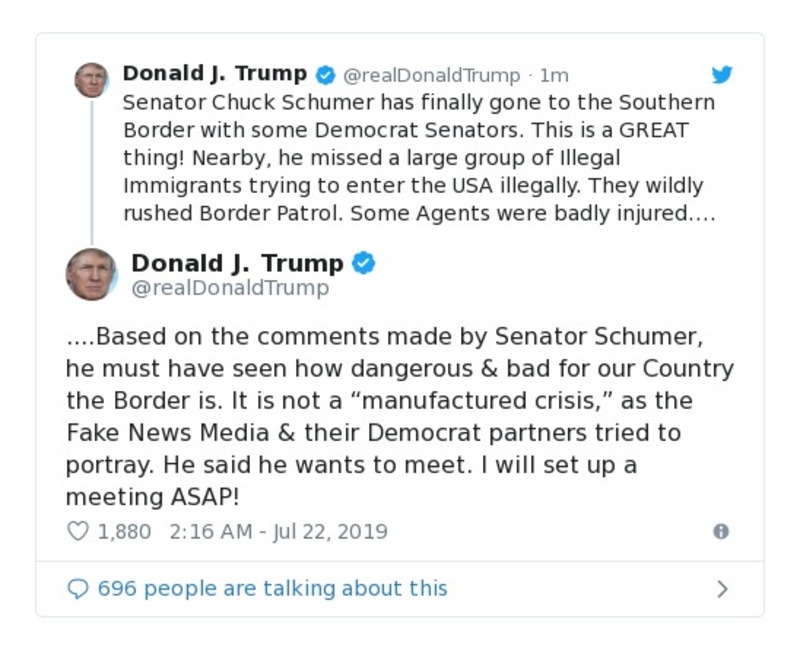 Donald J. Trump @realDonaldTrump · 1m
Senator Chuck Schumer has finally gone to the Southern
Border with some Democrat Senators. This is a GREAT
thing! Nearby, he missed a large group of Illegal
Immigrants trying to enter the USA illegally. They wildly
rushed Border Patrol. Some Agents were badly injured....
Donald J. Trump
@realDonaldTrump
....Based on the comments made by Senator Schumer,
he must have seen how dangerous & bad for our Country
the Border is. It is not a “manufactured crisis,” as the
Fake News Media & their Democrat partners tried to
portray. He said he wants to meet. I will set up a
meeting ASAP!
1,880 2:16 AM - Jul 22, 2019
696 people are talking about this